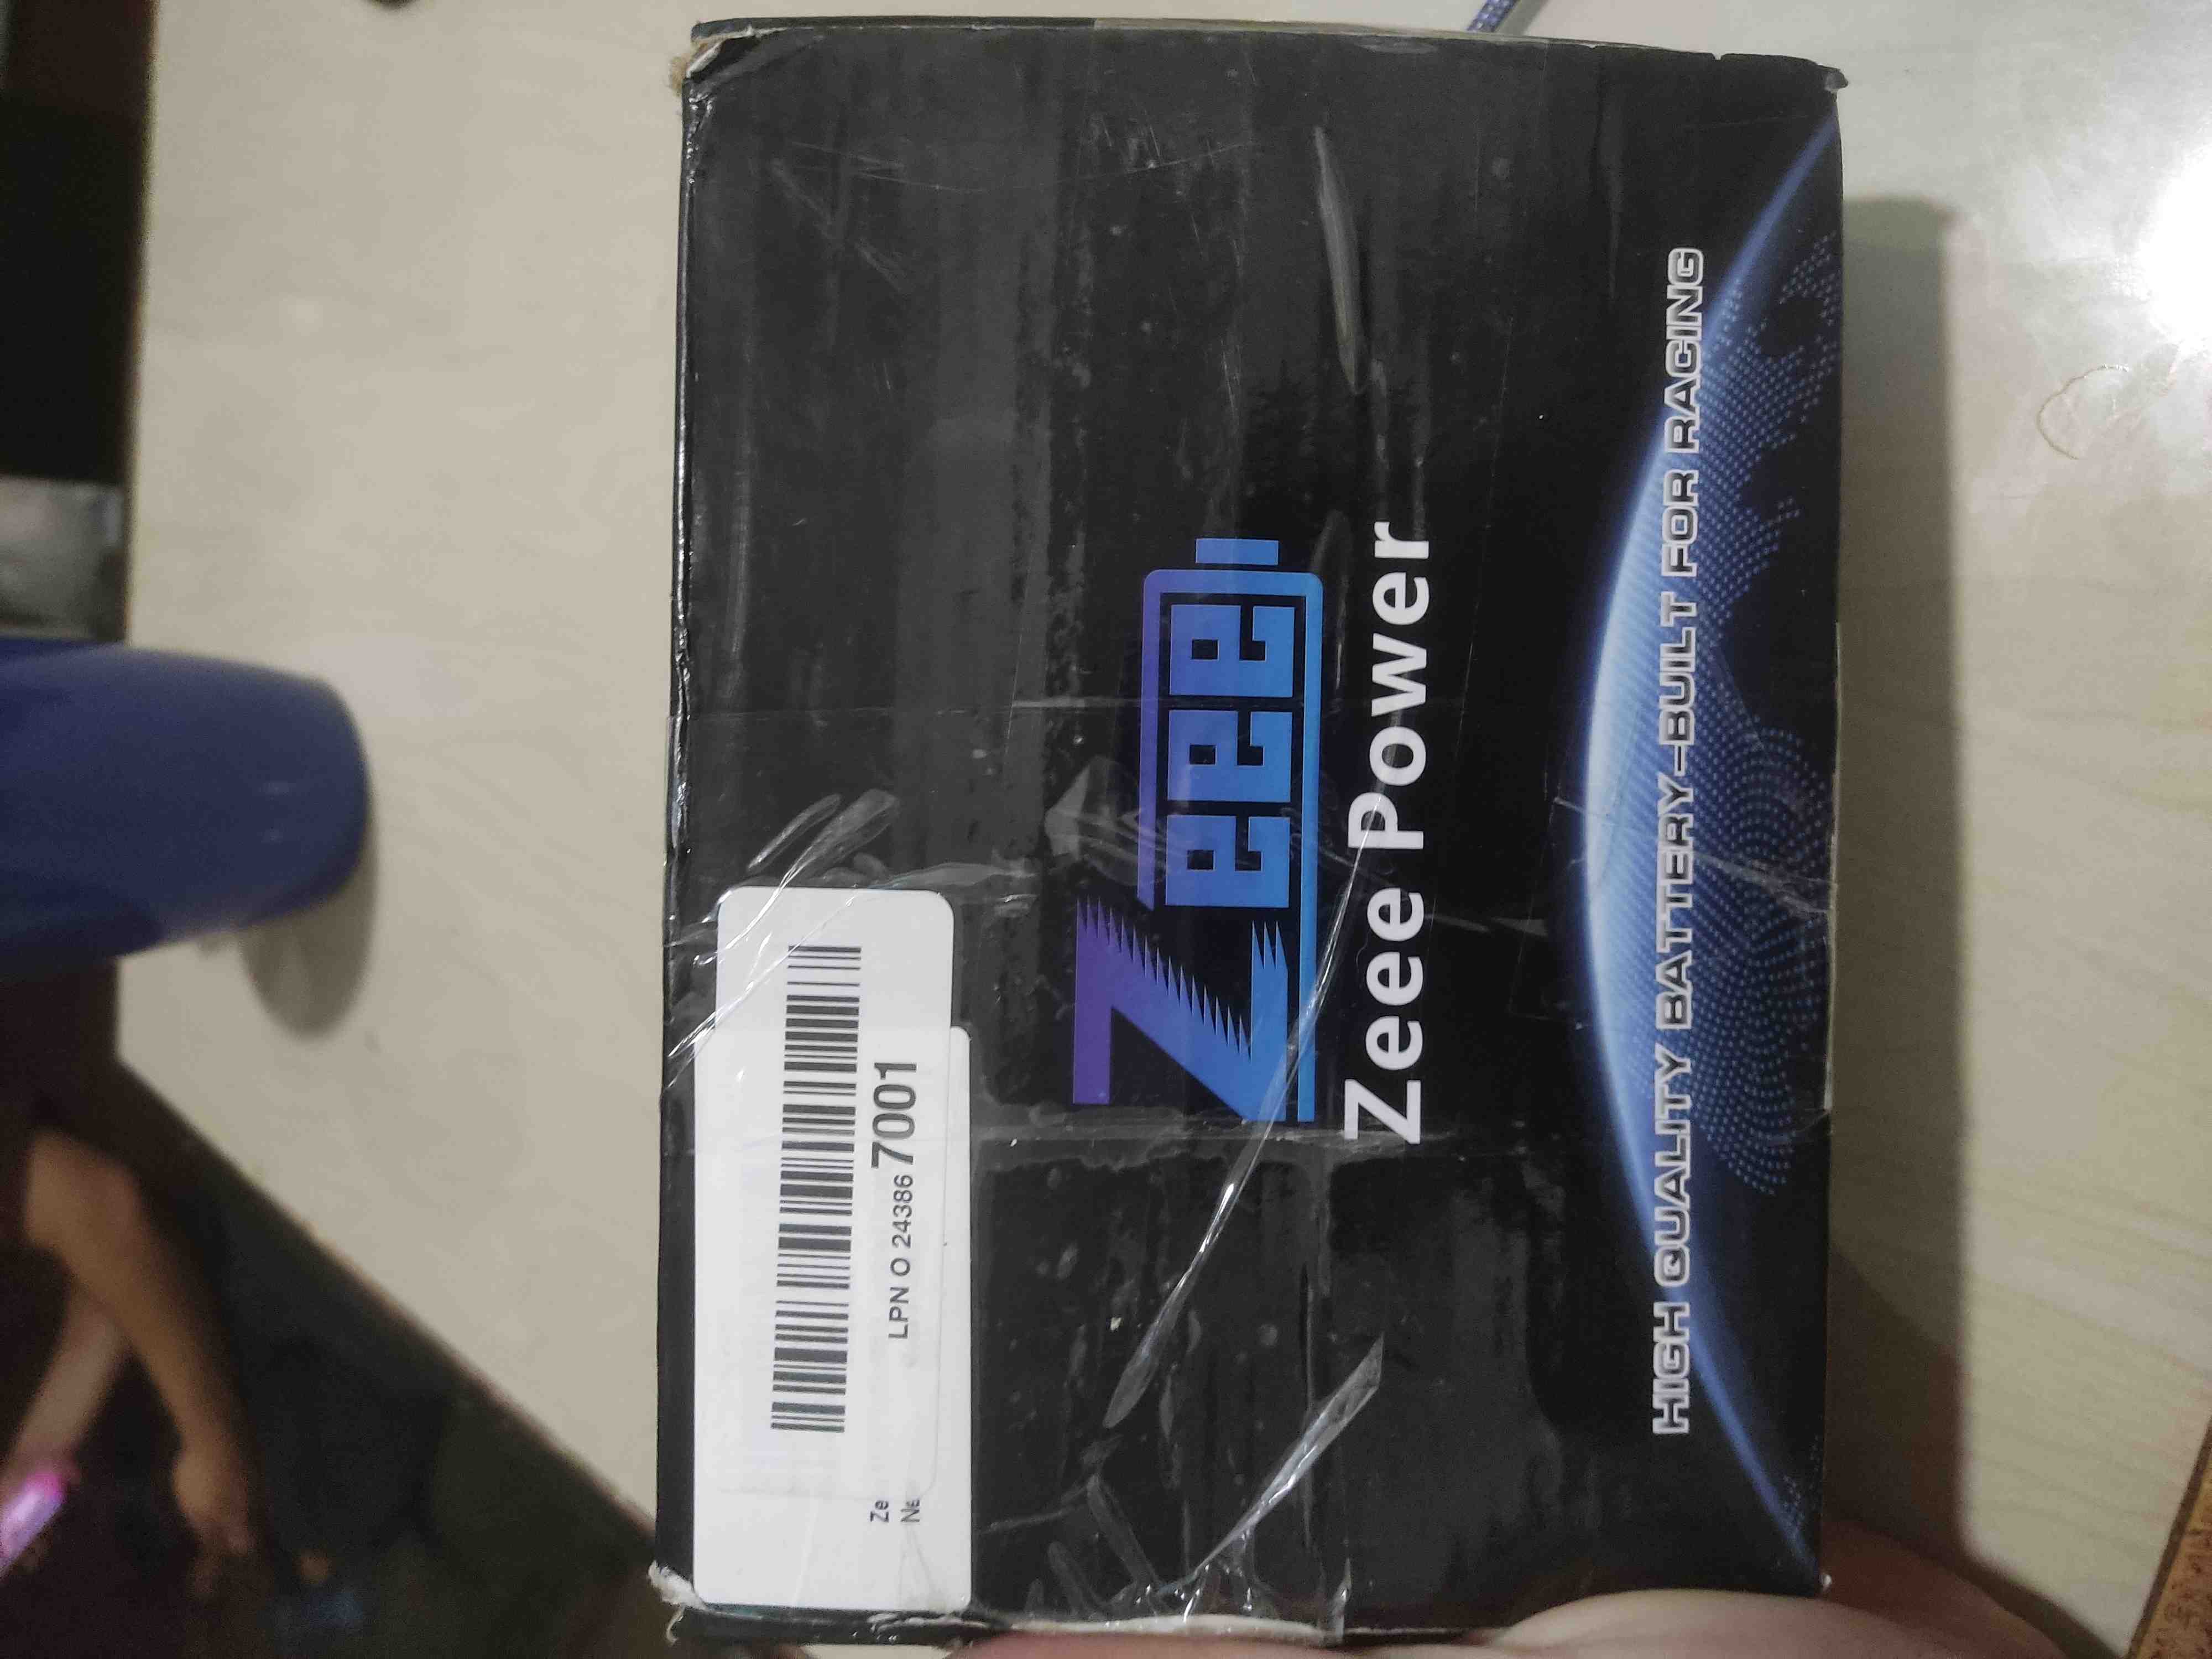 LPN O 24386 7001
Ze
Ne
Zeee
Zeee Power
HIGH QUALITY BATTERY-BUILT FOR RACING